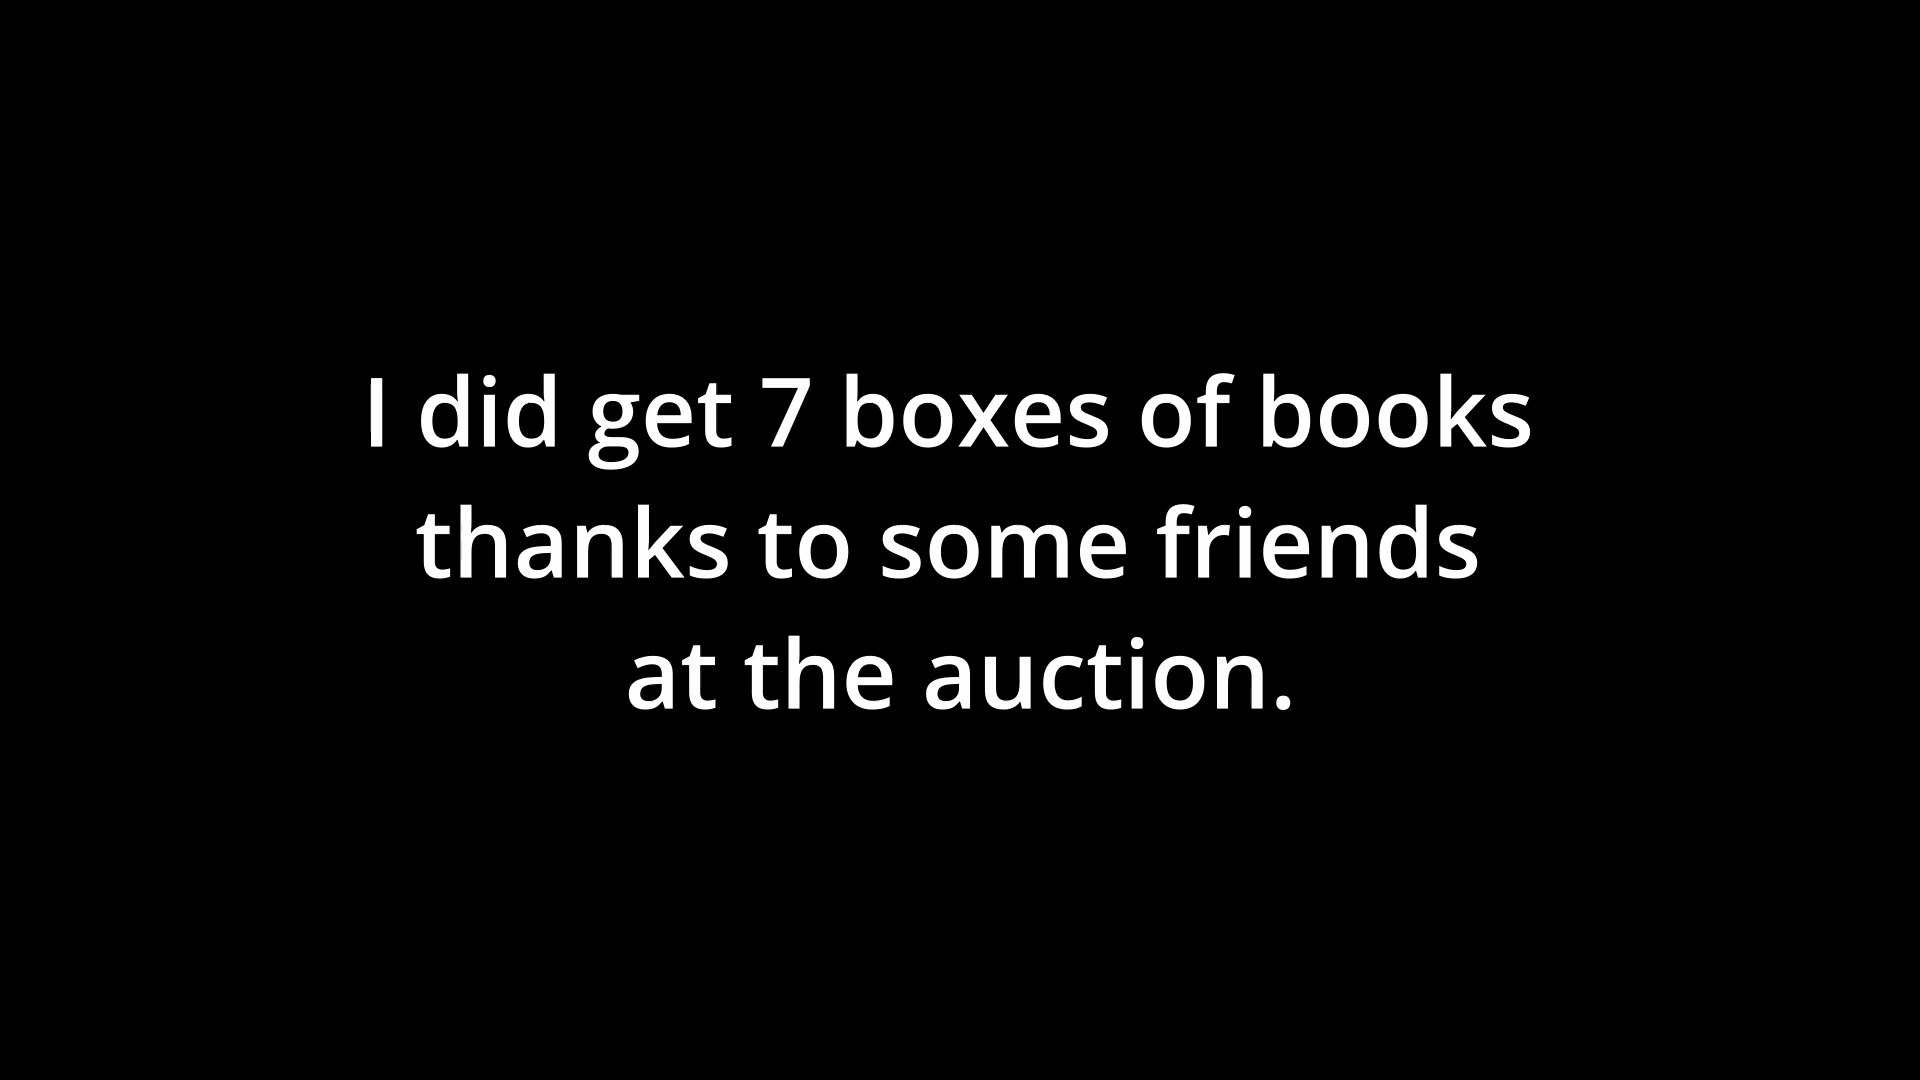 I did get 7 boxes of books
thanks to some friends
at the auction.